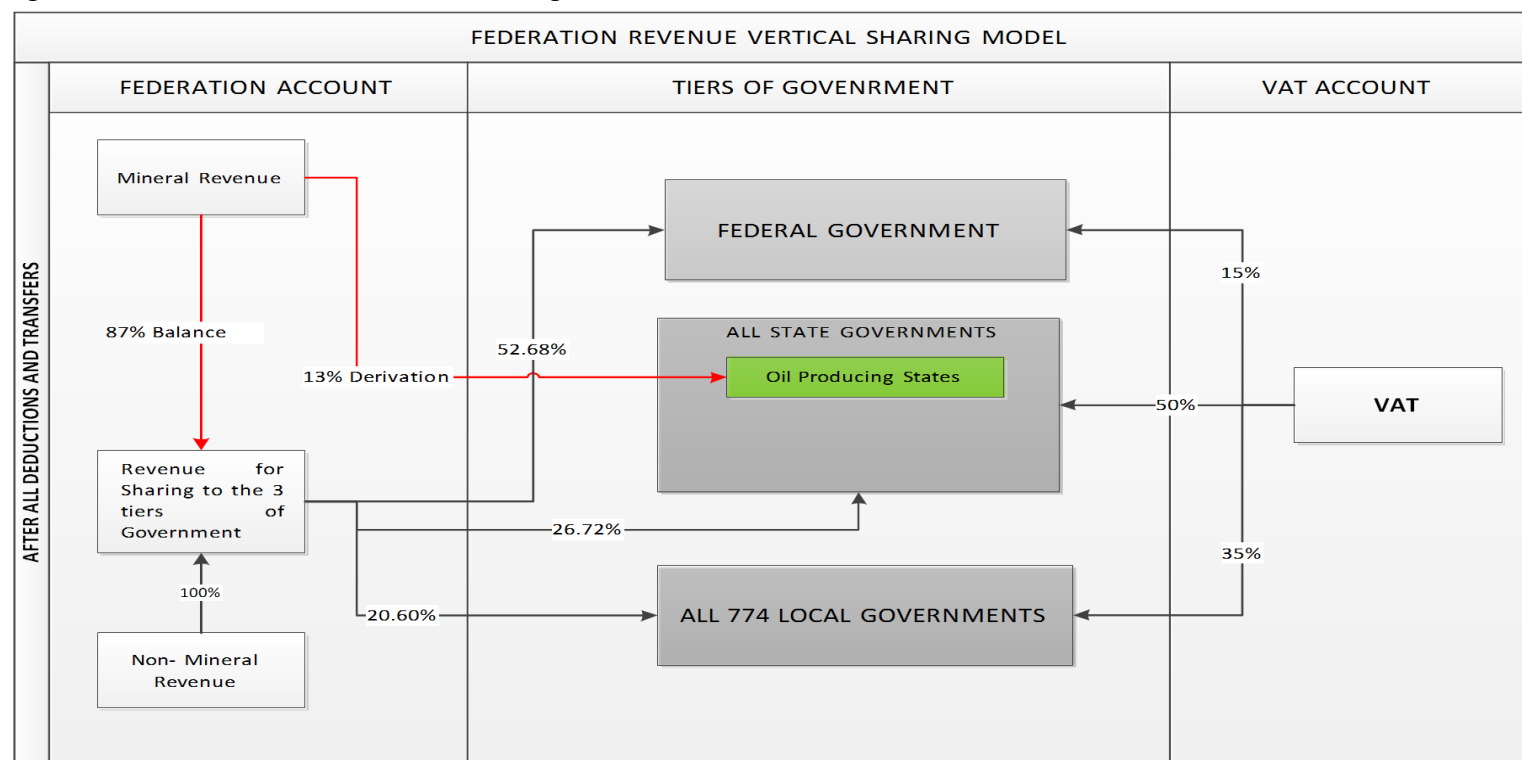 FEDERATION REVENUE VERTICAL SHARING MODEL
FEDERATION ACCOUNT
TIERS OF GOVENRMENT
VAT ACCOUNT
AFTER ALL DEDUCTIONS AND TRANSFERS
Mineral Revenue
FEDERAL GOVERNMENT
15%
87% Balance
ALL STATE GOVERNMENTS
52.68%
13% Derivation
Oil Producing States
50%
VAT
Revenue for
Sharing to the 3
tiers of
Government
26.72%
35%
100%
20.60%
ALL 774 LOCAL GOVERNMENTS
Non- Mineral
Revenue